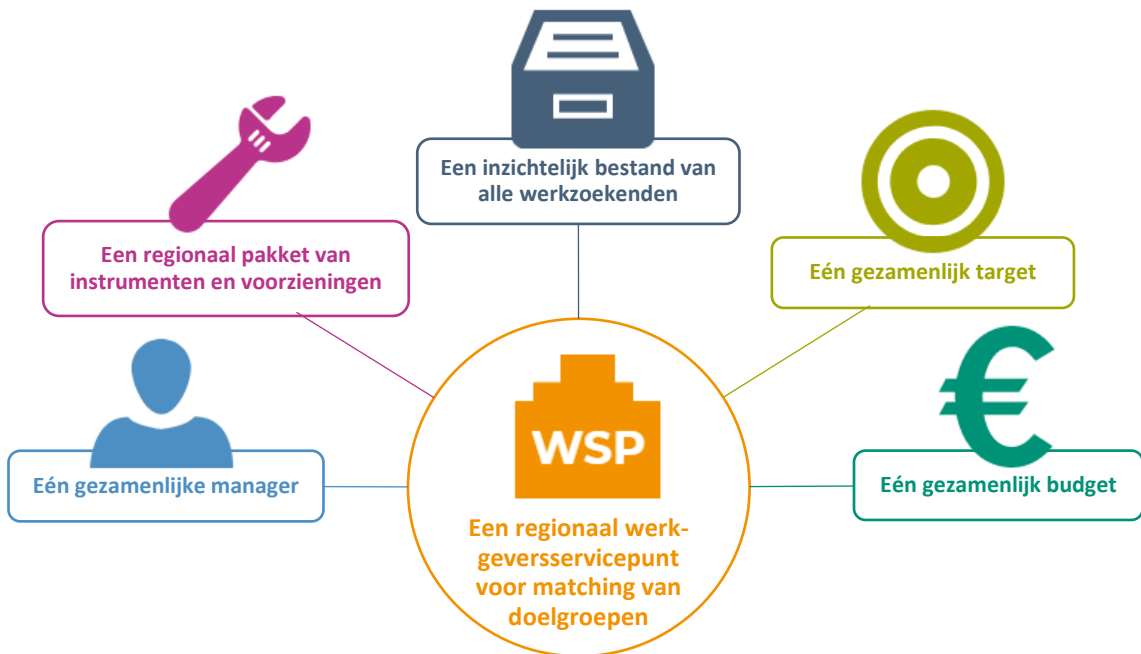 Een inzichtelijk bestand van
alle werkzoekenden
Een regionaal pakket van
instrumenten en voorzieningen
Eén gezamenlijk target
Eén gezamenlijke manager
Eén gezamenlijk budget
WSP
Een regionaal werk-
geversservicepunt
voor matching van
doelgroepen